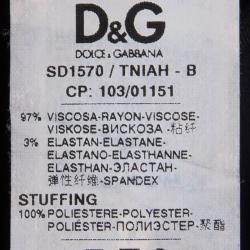 D&G
DOLCE & GABBANA
SD1570 / TNIAH - B
CP: 103/01151
97% VISCOSA-RAYON-VISCOSE-
VISKOSE-ВИСКОЗА -粘纤
3% ELASTAN-ELASTANE-
ELASTANO-ELASTHANNE-
ELASTHAN-ЭЛАСТАН-
弹性纤维-SPANDEX
STUFFING
100% POLIESTERE-POLYESTER-
POLIÉSTER-ПОЛИЭСТЕР-聚酯